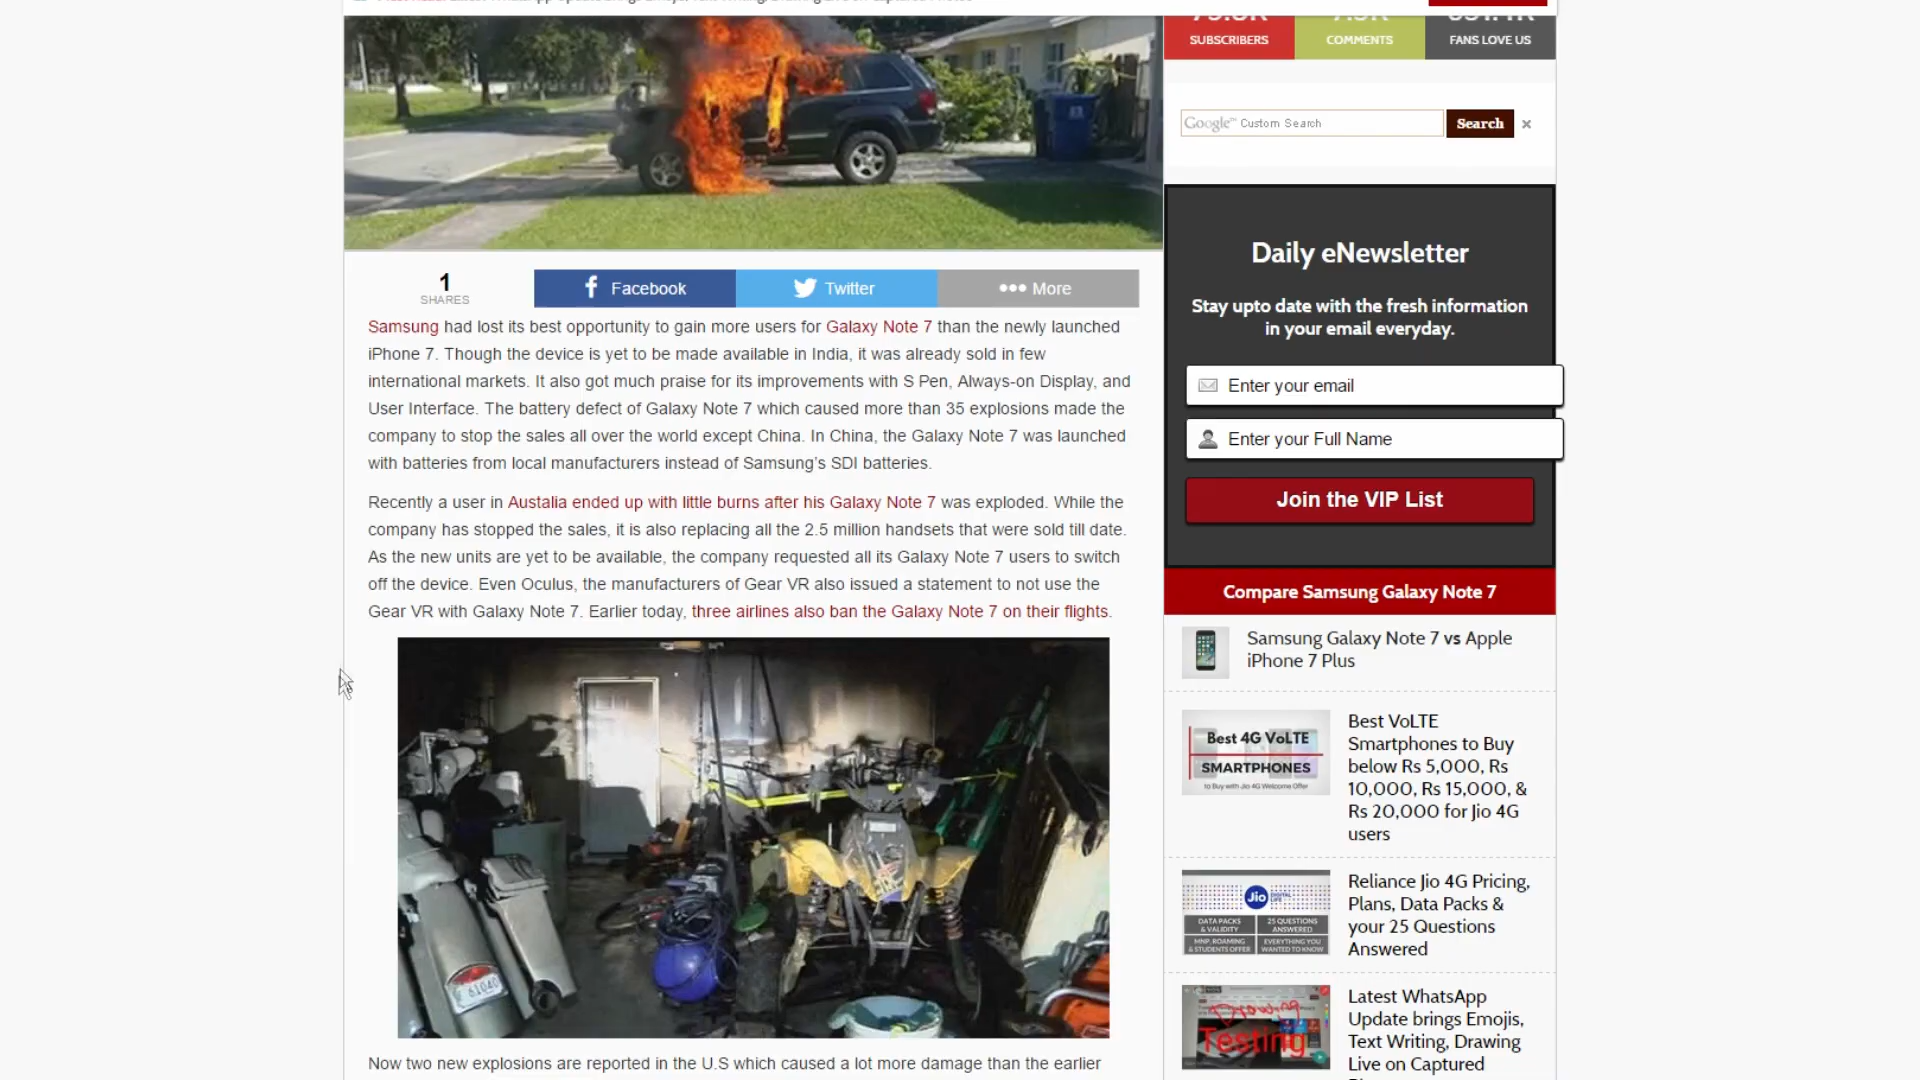 SUBSCRIBERS
COMMENTS
FANS LOVE US
Google™ Custom Search
Search
×
1
SHARES
Facebook
Twitter
More
Samsung had lost its best opportunity to gain more users for Galaxy Note 7 than the newly launched
iPhone 7. Though the device is yet to be made available in India, it was already sold in few
international markets. It also got much praise for its improvements with S Pen, Always-on Display, and
User Interface. The battery defect of Galaxy Note 7 which caused more than 35 explosions made the
company to stop the sales all over the world except China. In China, the Galaxy Note 7 was launched
with batteries from local manufacturers instead of Samsung’s SDI batteries.
Recently a user in Austalia ended up with little burns after his Galaxy Note 7 was exploded. While the
company has stopped the sales, it is also replacing all the 2.5 million handsets that were sold till date.
As the new units are yet to be available, the company requested all its Galaxy Note 7 users to switch
off the device. Even Oculus, the manufacturers of Gear VR also issued a statement to not use the
Gear VR with Galaxy Note 7. Earlier today, three airlines also ban the Galaxy Note 7 on their flights.
61040
Now two new explosions are reported in the U.S which caused a lot more damage than the earlier
Daily eNewsletter
Stay upto date with the fresh information
in your email everyday.
Enter your email
Enter your Full Name
Join the VIP List
Compare Samsung Galaxy Note 7
Samsung Galaxy Note 7 vs Apple
iPhone 7 Plus
Best 4G VoLTE
SMARTPHONES
to Buy with Jio 4G Welcome Offer
Best VoLTE
Smartphones to Buy
below Rs 5,000, Rs
10,000, Rs 15,000, &
Rs 20,000 for Jio 4G
users
Jio DIGITAL
LIFE
DATA PACKS
& VALIDITY
25 QUESTIONS
ANSWERED
MNP, ROAMING
& STUDENTS OFFER
EVERYTHING YOU
WANTED TO KNOW
Reliance Jio 4G Pricing,
Plans, Data Packs &
your 25 Questions
Answered
Drawing
Testing
Latest WhatsApp
Update brings Emojis,
Text Writing, Drawing
Live on Captured